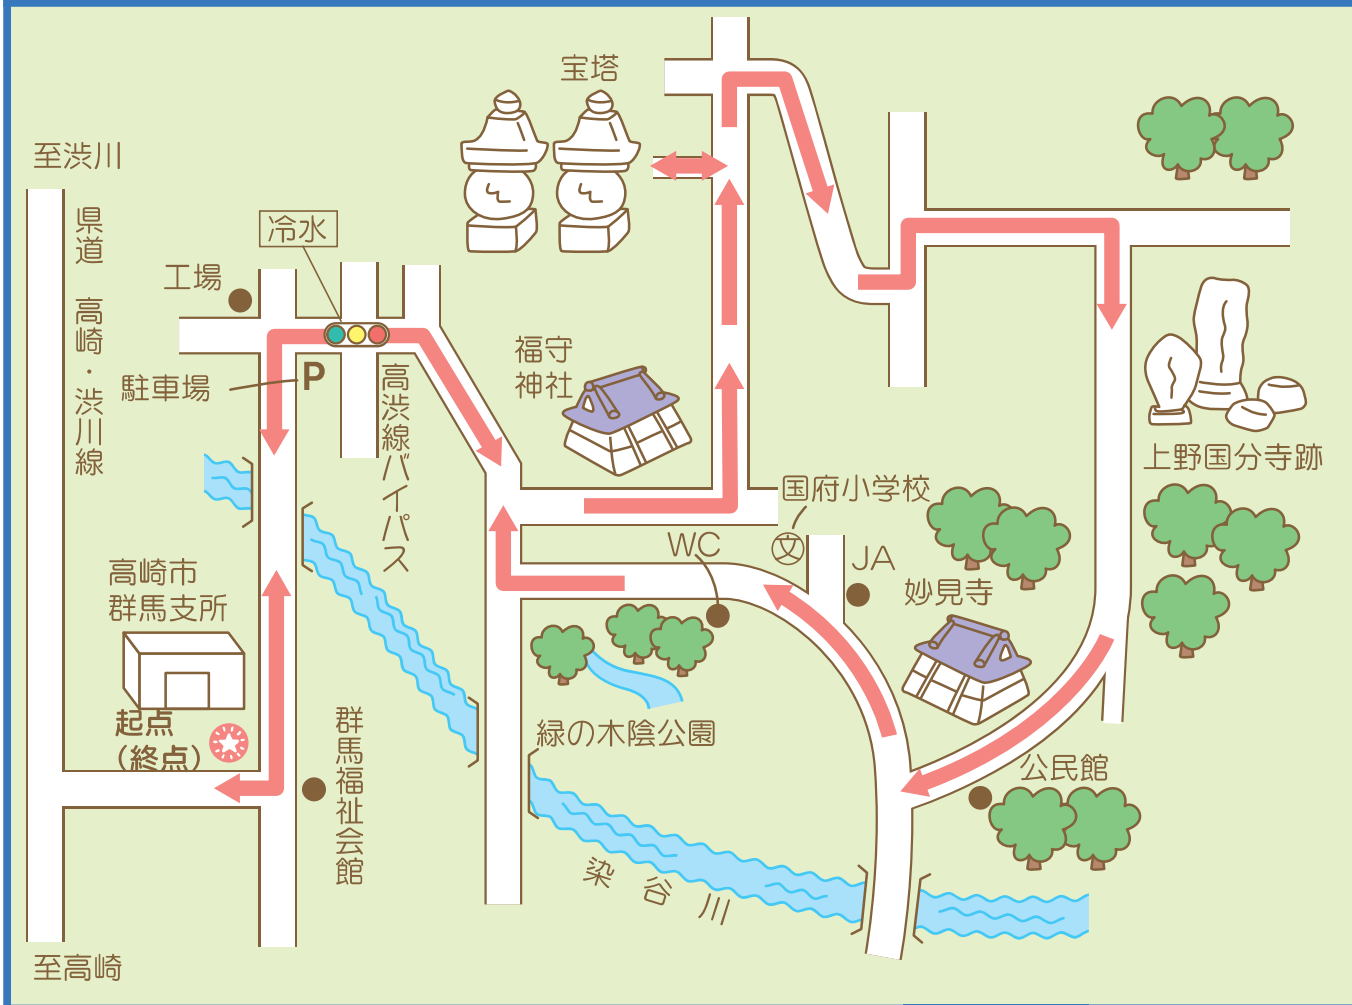 宝塔
至渋川
県道 高崎・渋川線
冷水
工場
駐車場
P
高渋線バイパス
福守
神社
国府小学校
文
WC
JA
妙見寺
上野国分寺跡
高崎市
群馬支所
起点
(終点)
群馬福祉会館
緑の木陰公園
公民館
染谷川
至高崎